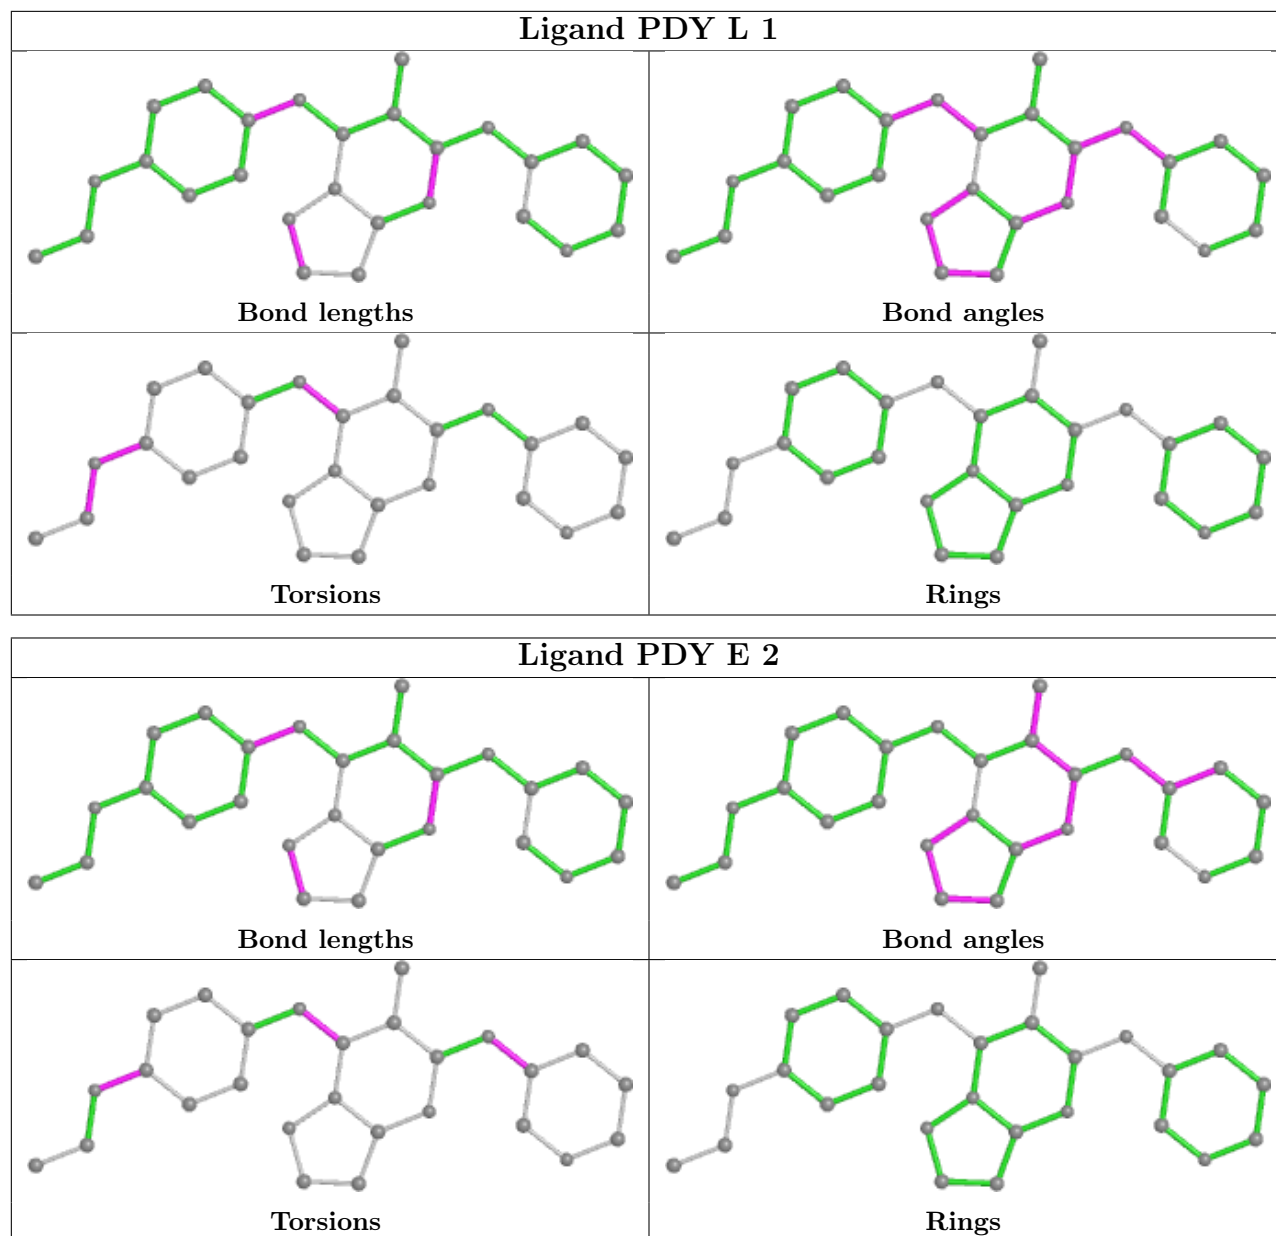 Ligand PDY L 1
Bond lengths
Bond angles
Torsions
Rings
Ligand PDY E 2
Bond lengths
Bond angles
Torsions
Rings